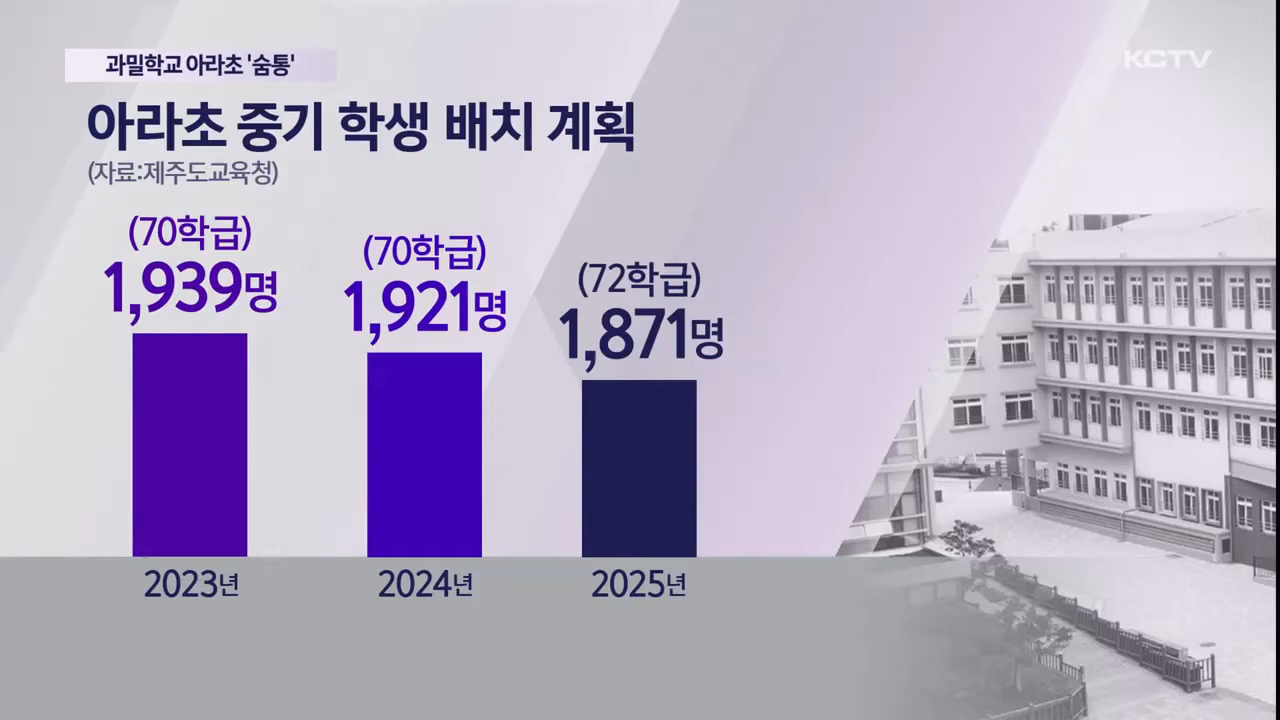 과밀학교 아라초 '숨통'
KCTV
아라초 중기 학생 배치 계획
(자료:제주도교육청)
(70학급)
1,939명
(70학급)
1,921명
(72학급)
1,871명
2023년
2024년
2025년